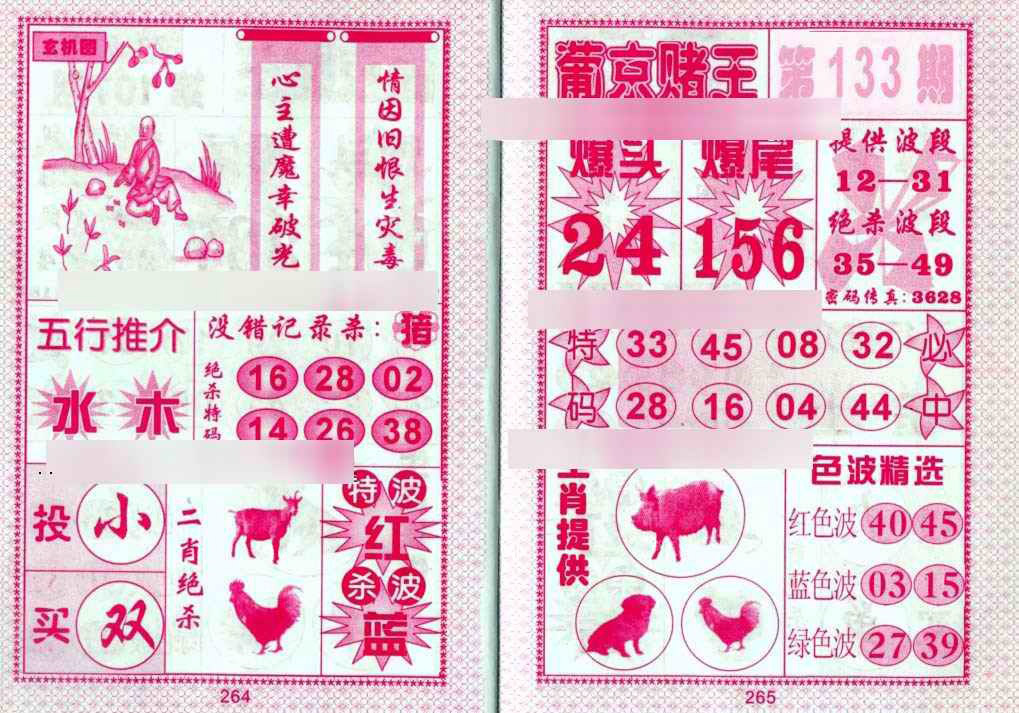 玄机图
心主遭魔幸破光
情因旧恨生灾毒
五行推介
水 木
没错记录杀：猪
绝杀特码
16 28 02
14 26 38
投 小
买 双
二肖绝杀
特波
红
杀波
蓝
264
葡京赌王
第133期
爆头
24
爆尾
156
提供波段
12—31
绝杀波段
35—49
密码传真：3628
特码
33 45 08 32
28 16 04 44
必中
生肖提供
色波精选
红色波 40 45
蓝色波 03 15
绿色波 27 39
265